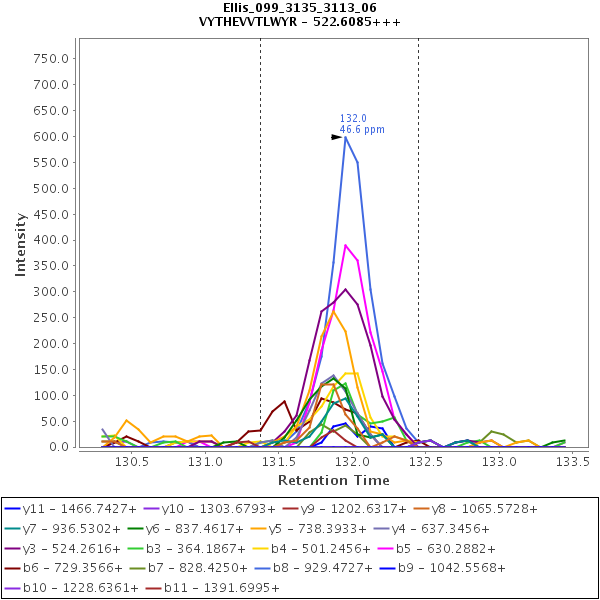 Ellis_099_3135_3113_06
VYTHEVVTLWYR - 522.6085+++
132.0
46.6 ppm
Intensity
750.0
700.0
650.0
600.0
550.0
500.0
450.0
400.0
350.0
300.0
250.0
200.0
150.0
100.0
50.0
0.0
130.5 131.0 131.5 132.0 132.5 133.0 133.5
Retention Time
y11 - 1466.7427+ y10 - 1303.6793+ y9 - 1202.6317+ y8 - 1065.5728+
y7 - 936.5302+ y6 - 837.4617+ y5 - 738.3933+ y4 - 637.3456+
y3 - 524.2616+ b3 - 364.1867+ b4 - 501.2456+ b5 - 630.2882+
b6 - 729.3566+ b7 - 828.4250+ b8 - 929.4727+ b9 - 1042.5568+
b10 - 1228.6361+ b11 - 1391.6995+